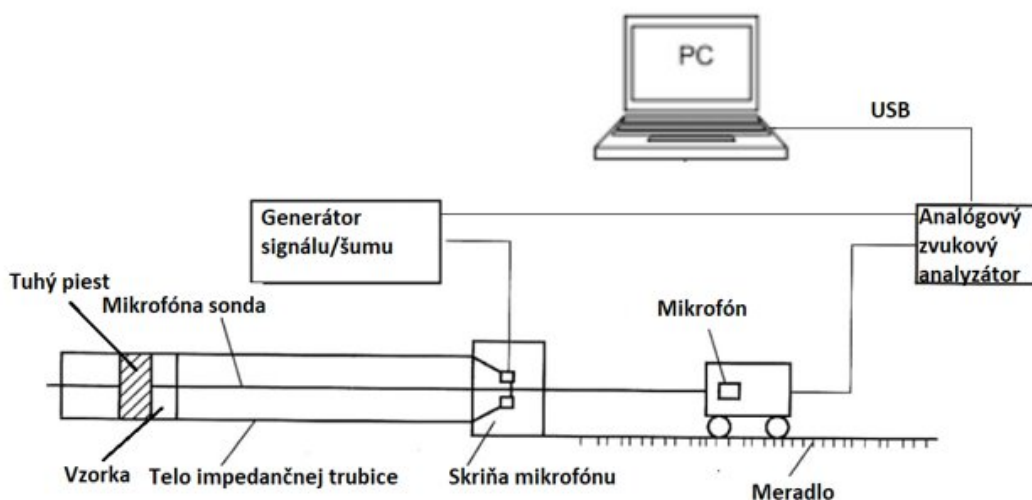 PC
USB
Generátor
signálu/šumu
Analógový
zvukový
analyzátor
Tuhý piest
Mikrofóna sonda
Mikrofón
Vzorka
Telo impedančnej trubice
Skriňa mikrofónu
Meradlo